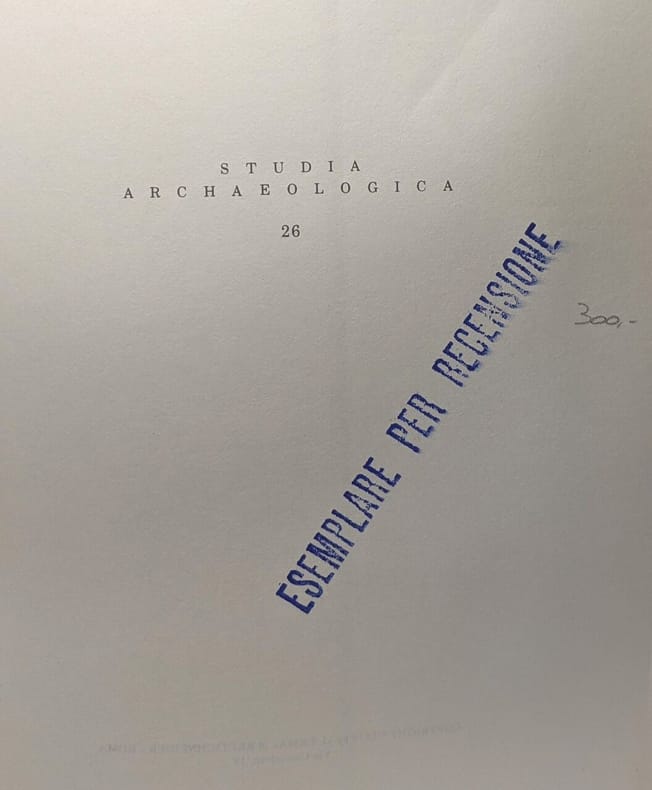 STUDIA
ARCHAEOLOGICA
26
ESEMPLARE PER RECENSIONE
300,-